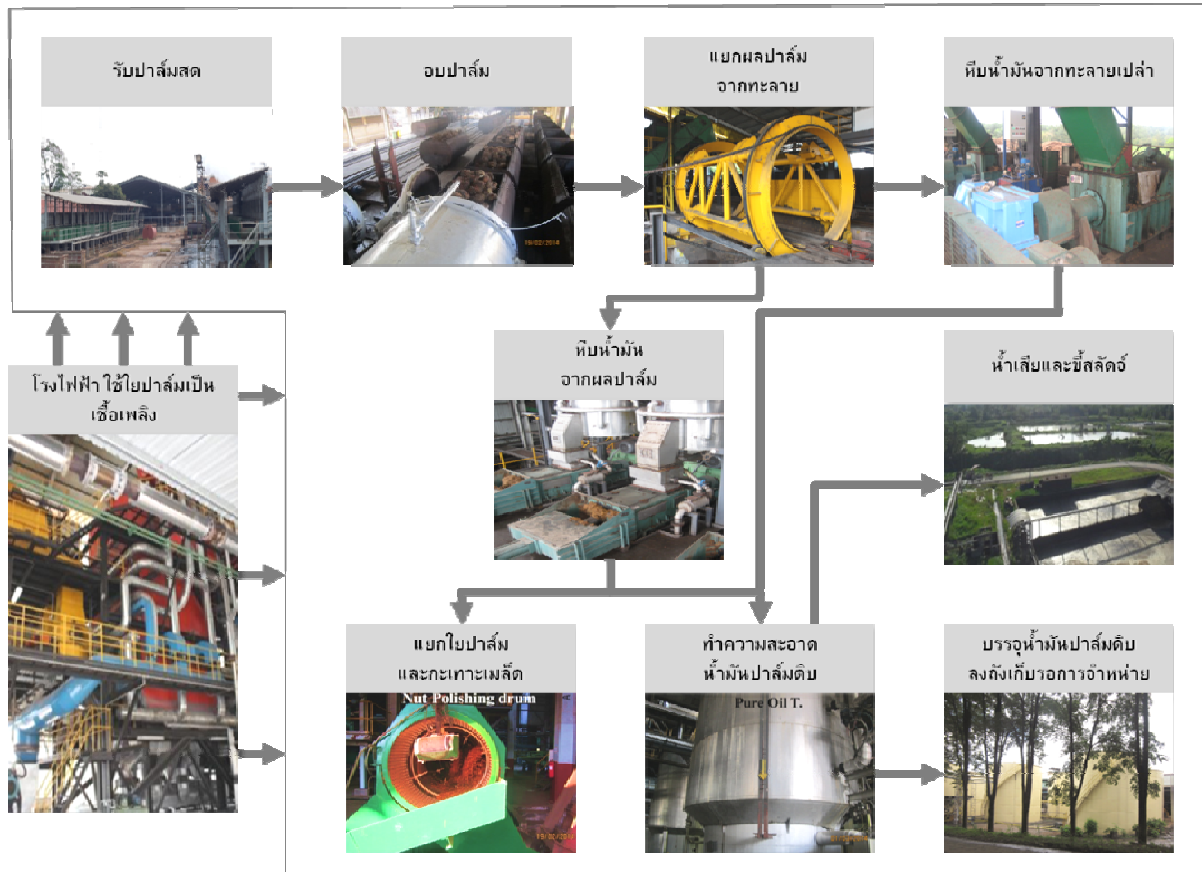 รับปาล์มสด
อบปาล์ม
แยกผลปาล์ม
จากทะลาย
หีบน้ำมันจากทะลายเปล่า
19/02/2014
19/02/2014
หีบน้ำมัน
จากผลปาล์ม
น้ำเสียและขี้สลัดจ์
โรงไฟฟ้า ใช้ใยปาล์มเป็น
เชื้อเพลิง
แยกใยปาล์ม
และกะเทาะเมล็ด
Nut Polishing drum
ทำความสะอาด
น้ำมันปาล์มดิบ
Pure Oil T.
บรรจุน้ำมันปาล์มดิบ
ลงถังเก็บรอการจำหน่าย